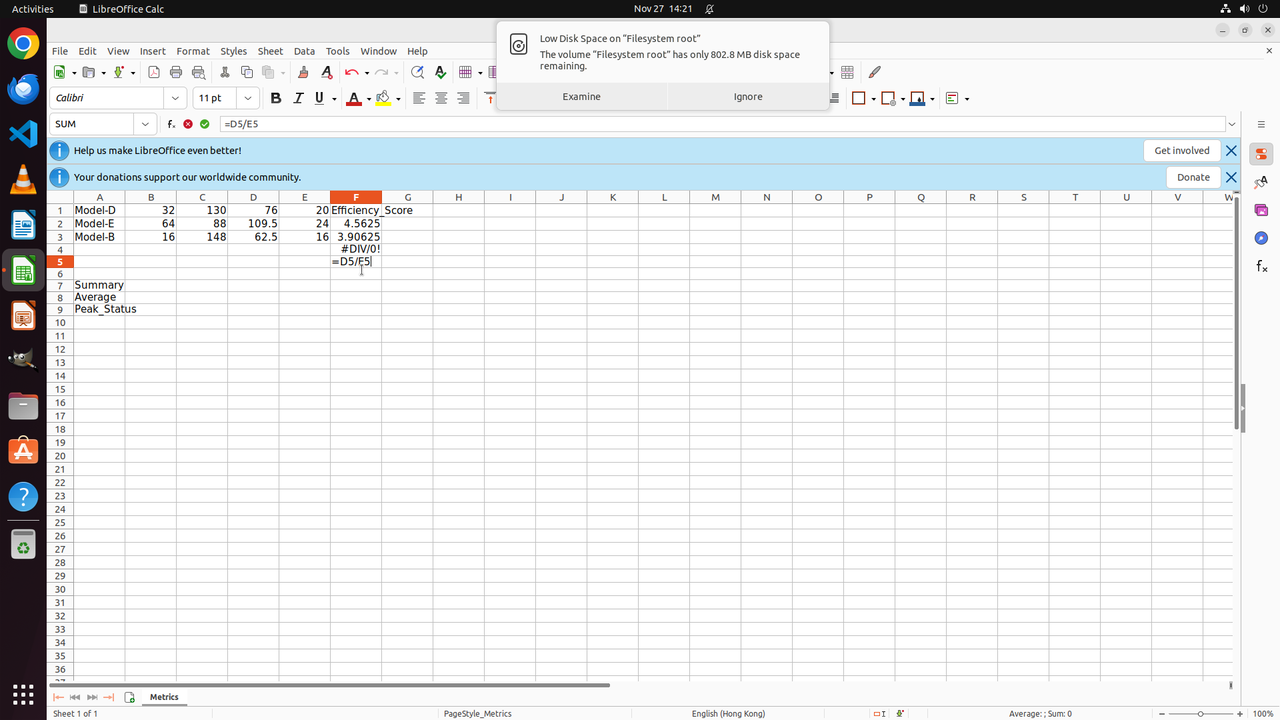 Activities
LibreOffice Calc
Nov 27 14:21
Low Disk Space on “Filesystem root”
The volume “Filesystem root” has only 802.8 MB disk space remaining.
Examine
Ignore
File Edit View Insert Format Styles Sheet Data Tools Window Help
Calibri
11 pt
SUM
=D5/E5
Help us make LibreOffice even better!
Get involved
Your donations support our worldwide community.
Donate
A B C D E F G H I J K L M N O P Q R S T U V W
1 Model-D 32 130 76 20 Efficiency_Score
2 Model-E 64 88 109.5 24 4.5625
3 Model-B 16 148 62.5 16 3.90625
4 #DIV/0!
5 =D5/E5
6
7 Summary
8 Average
9 Peak_Status
10
11
12
13
14
15
16
17
18
19
20
21
22
23
24
25
26
27
28
29
30
31
32
33
34
35
36
Metrics
Sheet 1 of 1
PageStyle_Metrics
English (Hong Kong)
Average: ; Sum: 0
100%